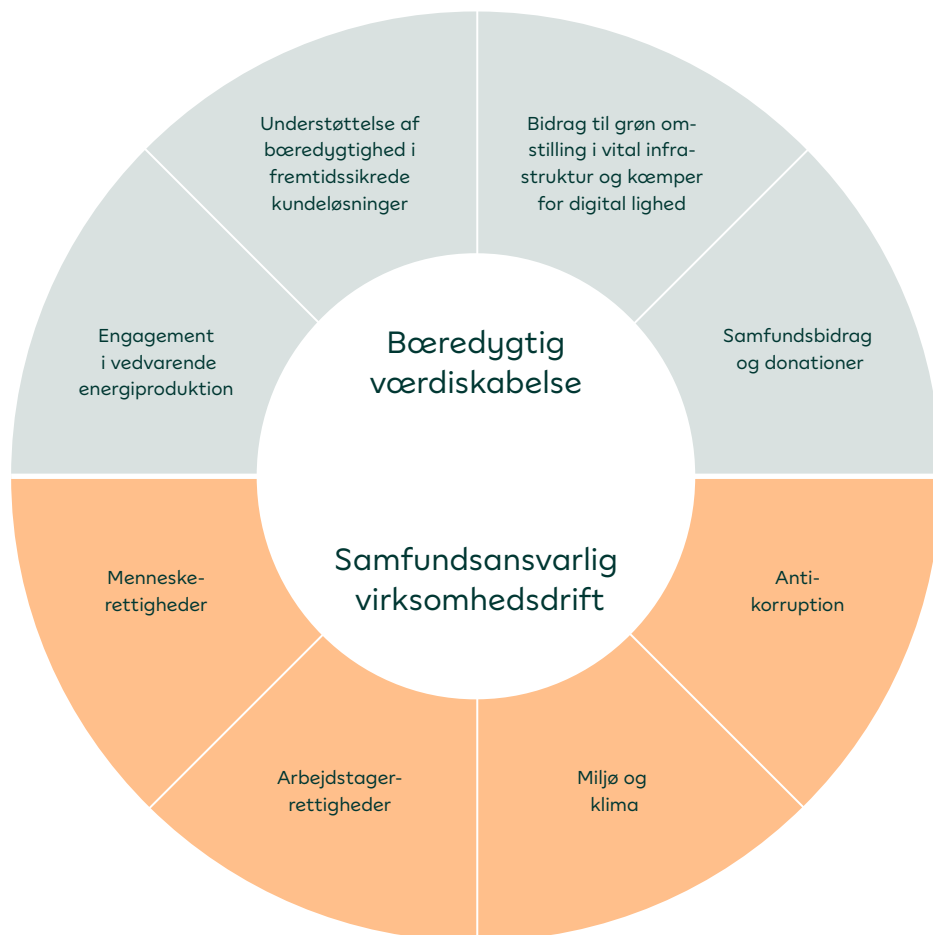 Understøttelse af
bæredygtighed i
fremtidssikrede
kundeløsninger
Bidrag til grøn om-
stilling i vital infra-
struktur og kæmper
for digital lighed
Engagement
i vedvarende
energiproduktion
Bæredygtig
værdiskabelse
Samfundsbidrag
og donationer
Menneske-
rettigheder
Samfundsansvarlig
virksomhedsdrift
Anti-
korruption
Arbejdstager-
rettigheder
Miljø og
klima